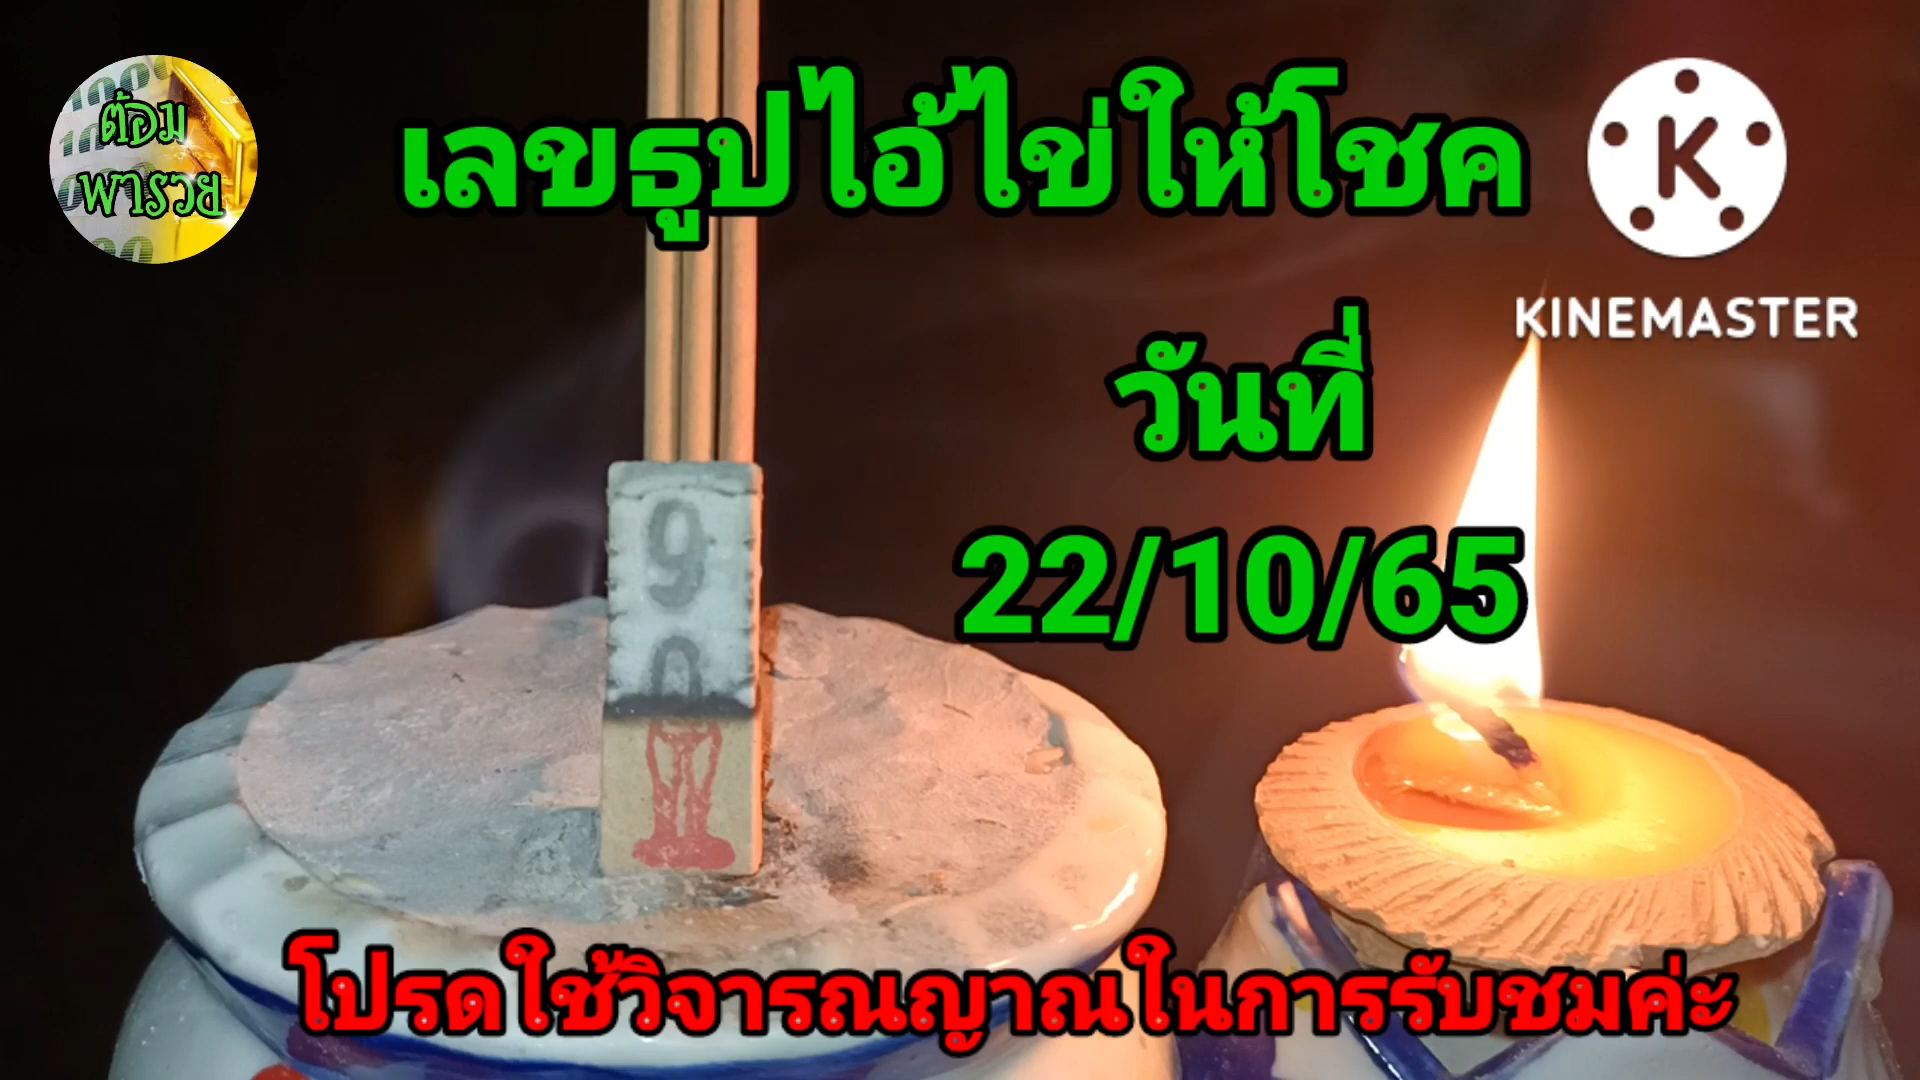 ต้อม
พารวย
เลขธูปไอ้ไข่ให้โชค
K
KINEMASTER
วันที่
22/10/65
9
0
โปรดใช้วิจารณญาณในการรับชมค่ะ